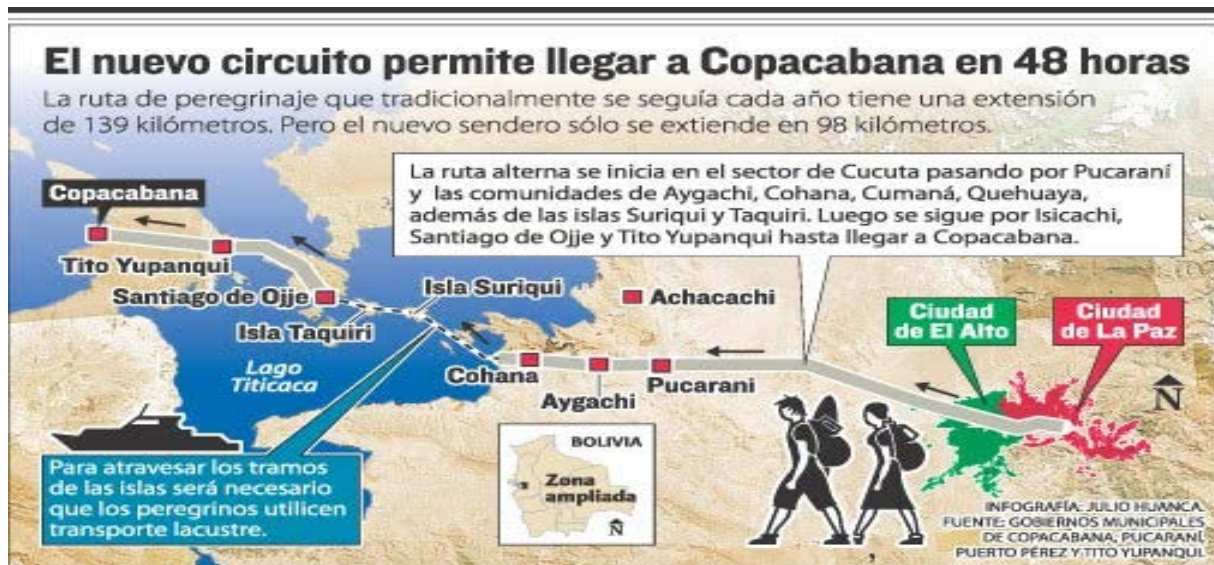 El nuevo circuito permite llegar a Copacabana en 48 horas
La ruta de peregrinaje que tradicionalmente se seguía cada año tiene una extensión
de 139 kilómetros. Pero el nuevo sendero sólo se extiende en 98 kilómetros.
La ruta alterna se inicia en el sector de Cucuta pasando por Pucaraní
y las comunidades de Aygachi, Cohana, Cumaná, Quehuaya,
además de las islas Suriqui y Taquiri. Luego se sigue por Isicachi,
Santiago de Ojje y Tito Yupanqui hasta llegar a Copacabana.
Copacabana
Tito Yupanqui
Santiago de Ojje
Isla Suriqui
Isla Taquiri
Achacachi
Ciudad
de El Alto
Ciudad
de La Paz
Lago
Titicaca
Cohana
Aygachi
Pucarani
N
Para atravesar los tramos
de las islas será necesario
que los peregrinos utilicen
transporte lacustre.
BOLIVIA
Zona
ampliada
N
INFOGRAFÍA: JULIO HUANCA.
FUENTE: GOBIERNOS MUNICIPALES
DE COPACABANA, PUCARANÍ,
PUERTO PÉREZ Y TITO YUPANQUI.